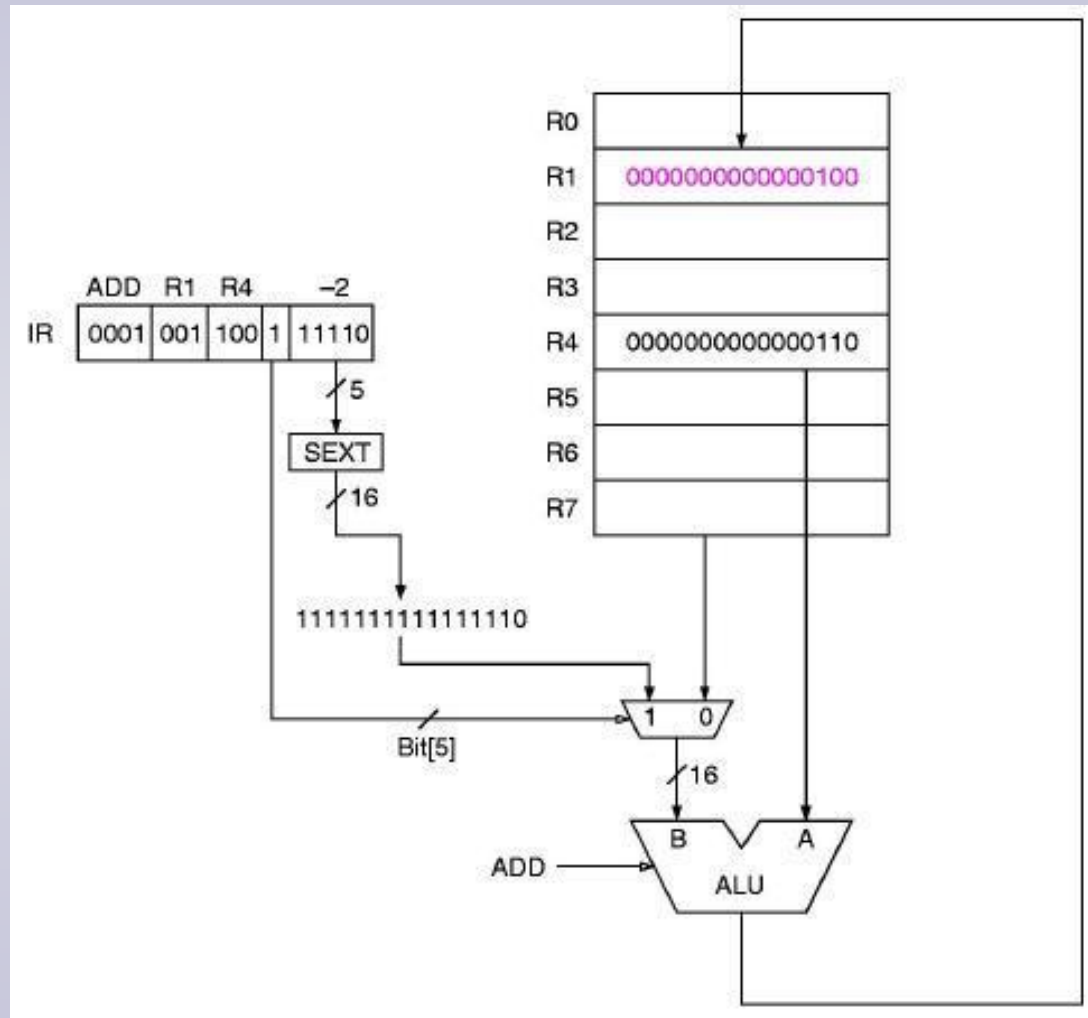 R0
R1 0000000000000100
R2
ADD R1 R4 –2
R3
IR 0001 001 100 1 11110
R4 0000000000000110
5
R5
SEXT
R6
16
R7
1111111111111110
1 0
Bit[5]
16
B A
ADD
ALU